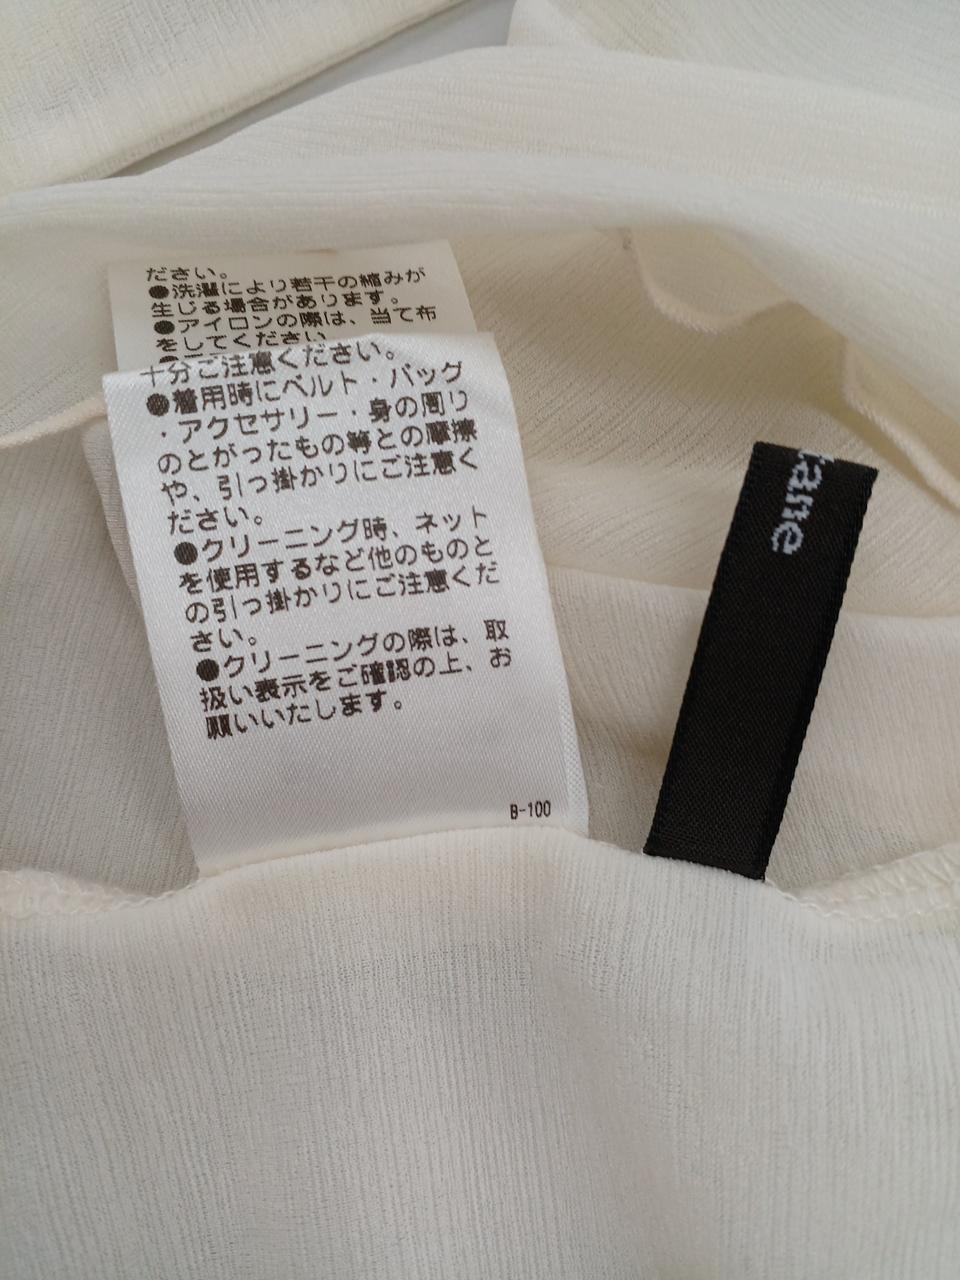 ださい。
●洗濯により若干の縮みが
生じる場合があります。
●アイロンの際は、当て布
をしてください
十分ご注意ください。
●着用時にベルト・バッグ
・アクセサリー・身の周り
のとがったもの等との摩擦
や、引っ掛かりにご注意く
ださい。
●クリーニング時、ネット
を使用するなど他のものと
の引っ掛かりにご注意くだ
さい。
●クリーニングの際は、取
扱い表示をご確認の上、お
願いいたします。
B-100
tane